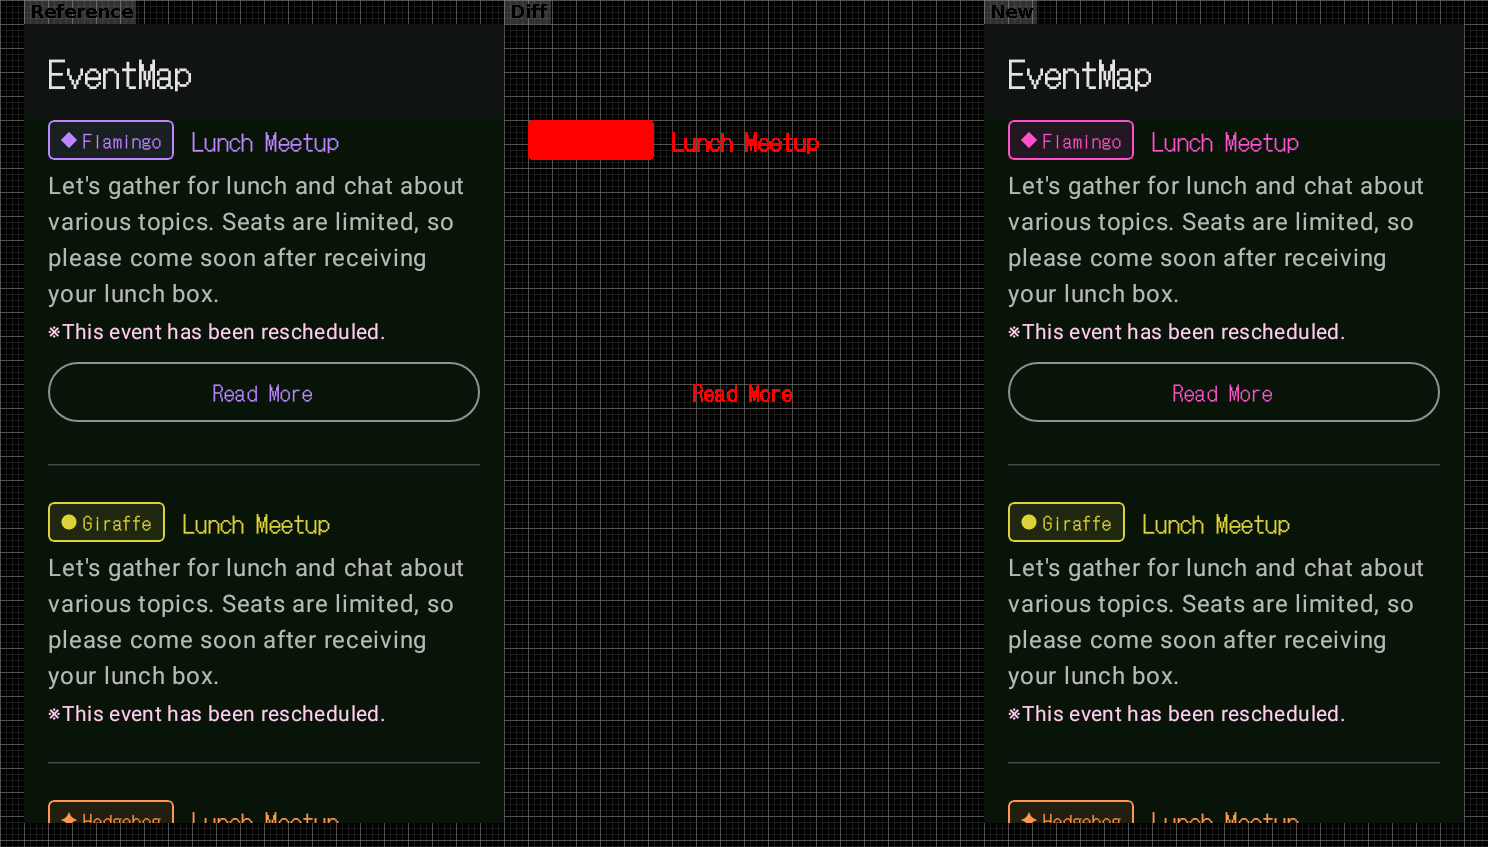 Reference
EventMap
Flamingo Lunch Meetup
Let's gather for lunch and chat about
various topics. Seats are limited, so
please come soon after receiving
your lunch box.
※This event has been rescheduled.
Read More
Giraffe Lunch Meetup
Let's gather for lunch and chat about
various topics. Seats are limited, so
please come soon after receiving
your lunch box.
※This event has been rescheduled.
Hedgehog Lunch Meetup
Diff
Lunch Meetup
Read More
New
EventMap
Flamingo Lunch Meetup
Let's gather for lunch and chat about
various topics. Seats are limited, so
please come soon after receiving
your lunch box.
※This event has been rescheduled.
Read More
Giraffe Lunch Meetup
Let's gather for lunch and chat about
various topics. Seats are limited, so
please come soon after receiving
your lunch box.
※This event has been rescheduled.
Hedgehog Lunch Meetup